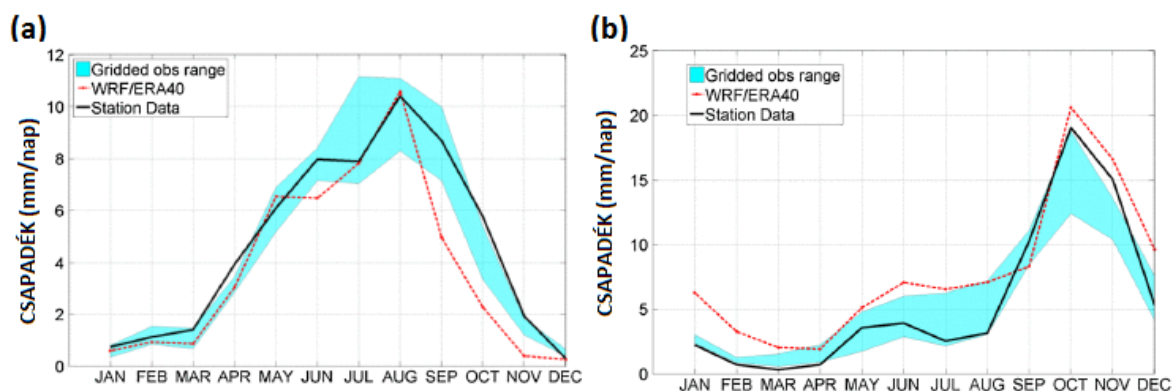 (a)
CSAPADÉK (mm/nap)
12
10
8
6
4
2
0
Gridded obs range
WRF/ERA40
Station Data
JAN FEB MAR APR MAY JUN JUL AUG SEP OCT NOV DEC
(b)
CSAPADÉK (mm/nap)
25
20
15
10
5
0
Gridded obs range
WRF/ERA40
Station Data
JAN FEB MAR APR MAY JUN JUL AUG SEP OCT NOV DEC